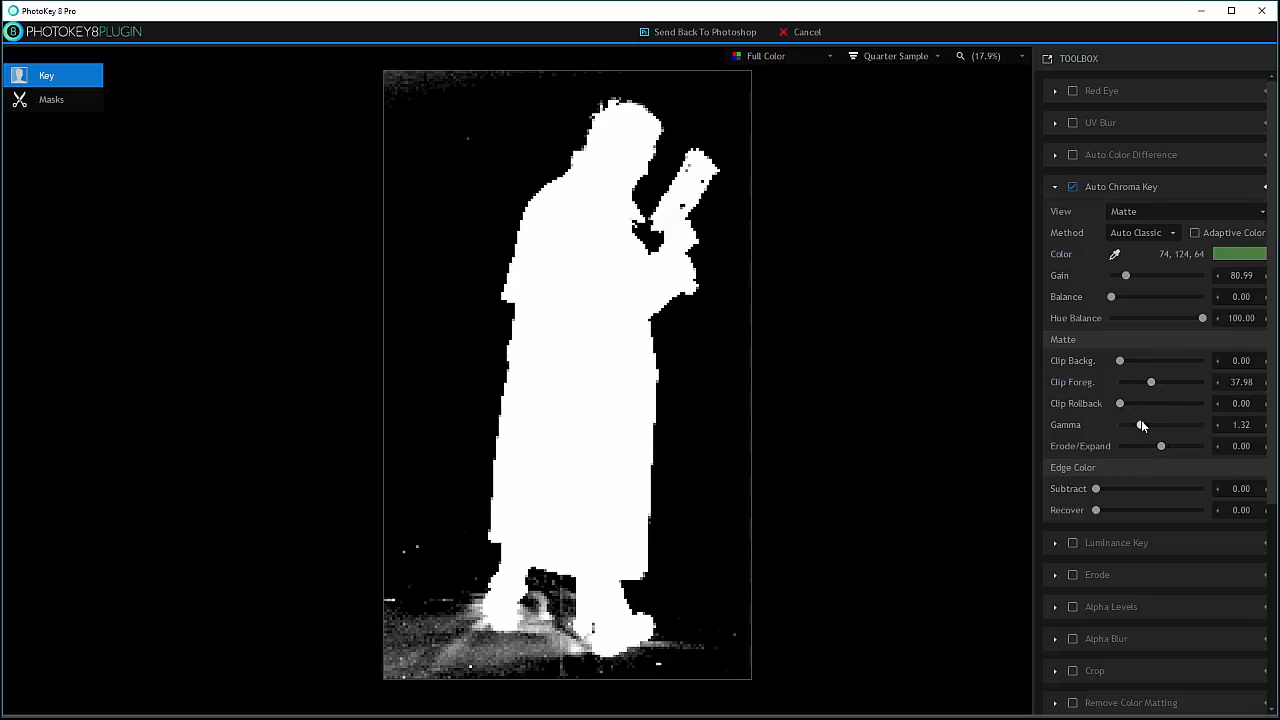 PhotoKey 8 Pro
8 PHOTOKEY8PLUGIN
Send Back To Photoshop
Cancel
Full Color
Quarter Sample
(17.9%)
TOOLBOX
Key
Masks
Red Eye
UV Blur
Auto Color Difference
Auto Chroma Key
View Matte
Method Auto Classic Adaptive Color
Color 74, 124, 64
Gain 80.99
Balance 0.00
Hue Balance 100.00
Matte
Clip Backg. 0.00
Clip Foreg. 37.98
Clip Rollback 0.00
Gamma 1.32
Erode/Expand 0.00
Edge Color
Subtract 0.00
Recover 0.00
Luminance Key
Erode
Alpha Levels
Alpha Blur
Crop
Remove Color Matting